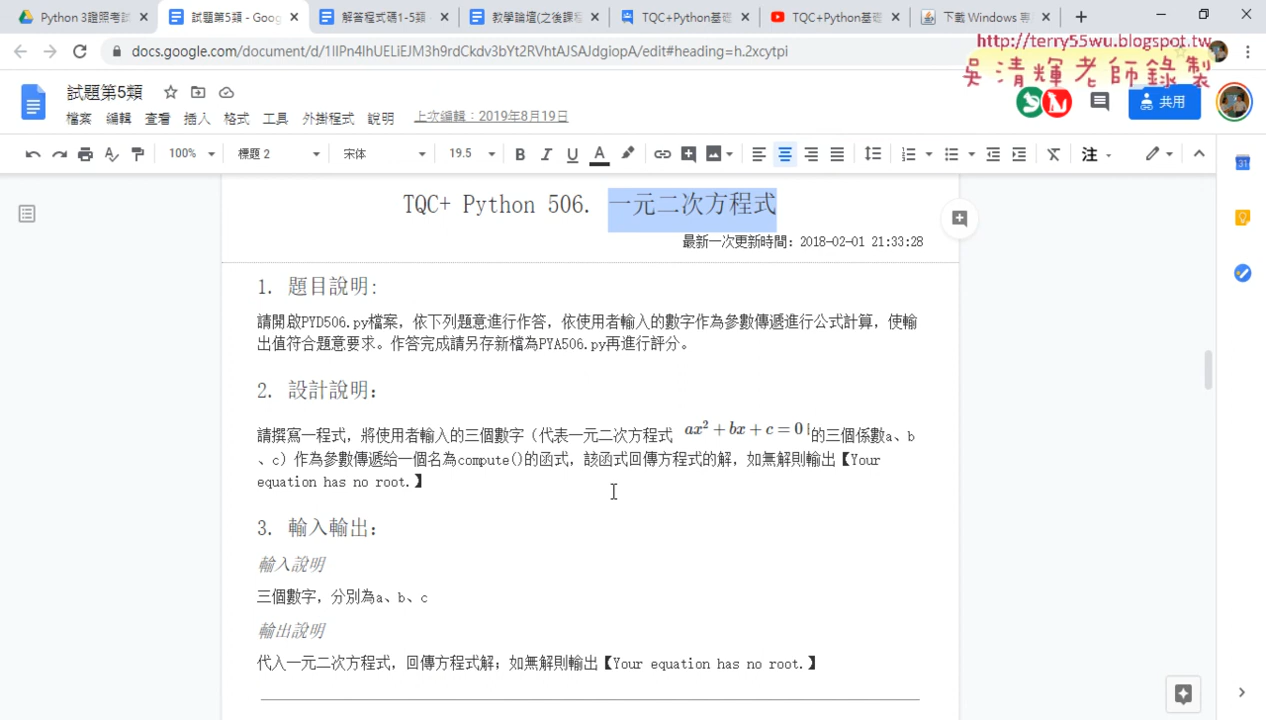 Python 3證照考試
試題第5類 - Goog
解答程式碼1-5類
教學論壇(之後課程
TQC+Python基礎
TQC+Python基礎
下載 Windows 專
docs.google.com/document/d/1IIPn4lhUELiEJM3h9rdCkdv3bYt2RVhtAJSAJdgiopA/edit#heading=h.2xcytpi
http://terry55wu.blogspot.tw
吳清輝老師錄製
試題第5類
檔案 編輯 查看 插入 格式 工具 外掛程式 說明 上次編輯：2019年8月19日
共用
100% 標題 2 宋体 19.5 B I U A 注
TQC+ Python 506. 一元二次方程式
最新一次更新時間: 2018-02-01 21:33:28
1. 題目說明:
請開啟PYD506.py檔案，依下列題意進行作答，依使用者輸入的數字作為參數傳遞進行公式計算，使輸
出值符合題意要求。作答完成請另存新檔為PYA506.py再進行評分。
2. 設計說明：
請撰寫一程式，將使用者輸入的三個數字（代表一元二次方程式 ax² + bx + c = 0 的三個係數a、b
、c）作為參數傳遞給一個名為compute()的函式，該函式回傳方程式的解，如無解則輸出【Your
equation has no root.】
3. 輸入輸出：
輸入說明
三個數字，分別為a、b、c
輸出說明
代入一元二次方程式，回傳方程式解；如無解則輸出【Your equation has no root.】